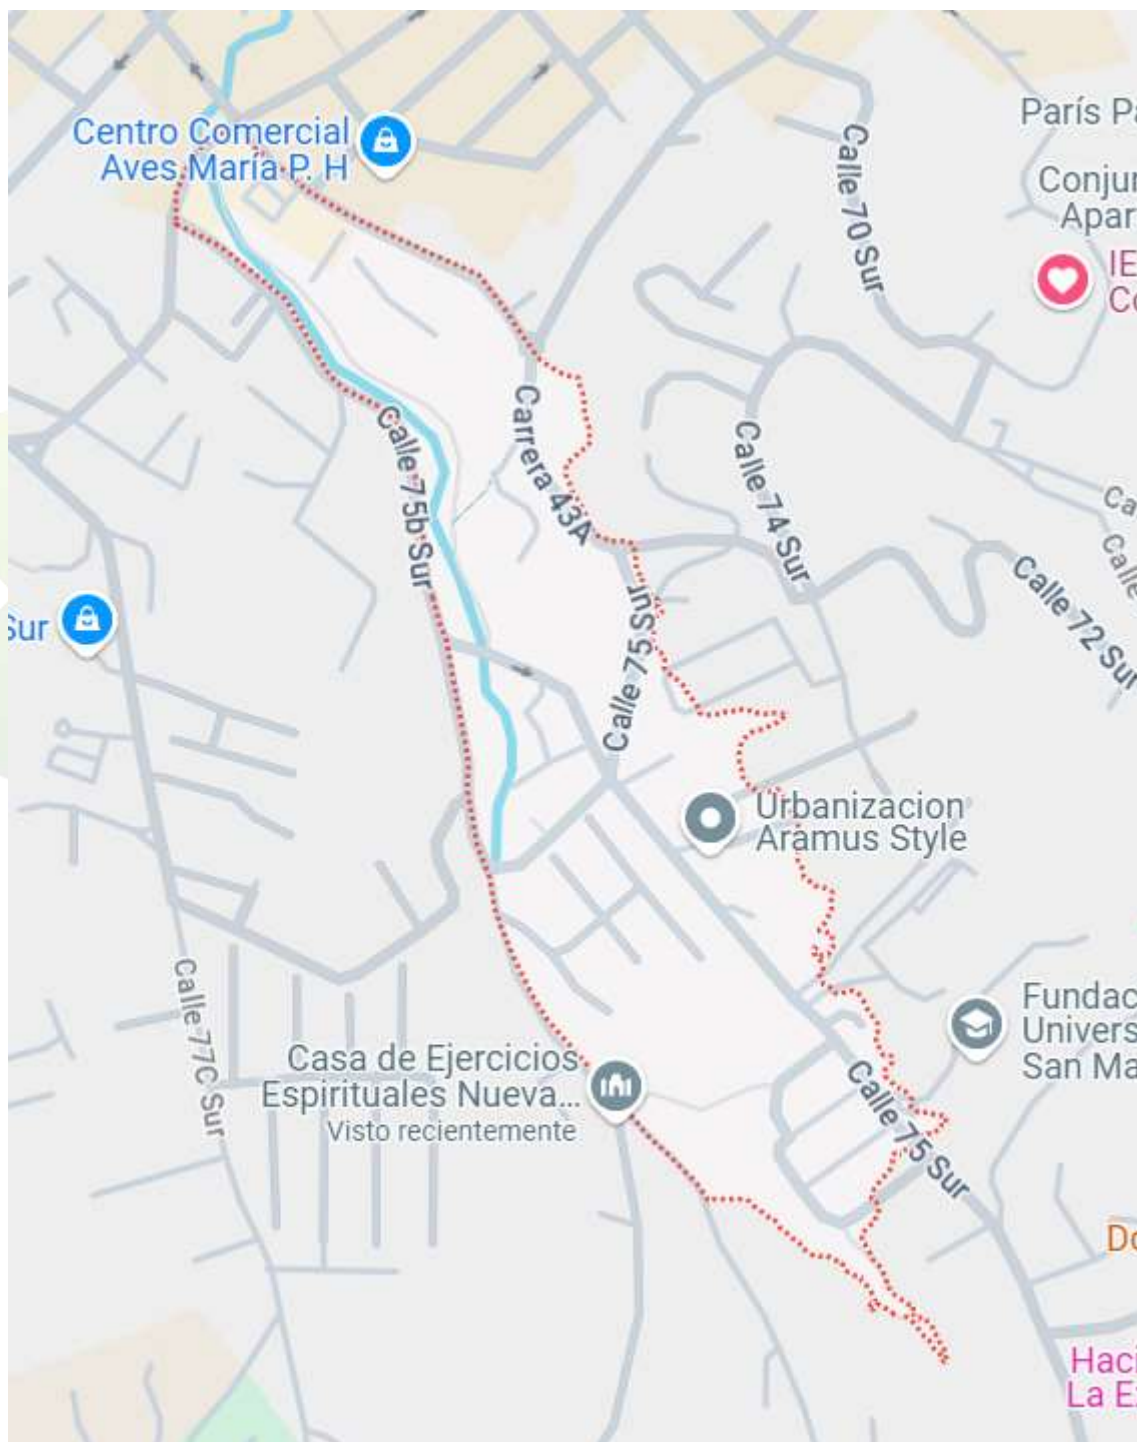 Centro Comercial
Aves María P. H
París Pa
Conjun
Apar
IE
Co
Calle 70 Sur
Carrera 43A
Calle 75b Sur
Calle 74 Sur
Ca
Calle
Calle 72 Sur
Sur
Calle 75 Sur
Urbanizacion
Aramus Style
Calle 77C Sur
Fundac
Univers
San Ma
Casa de Ejercicios
Espirituales Nueva...
Visto recientemente
Calle 75 Sur
Do
Haci
La E